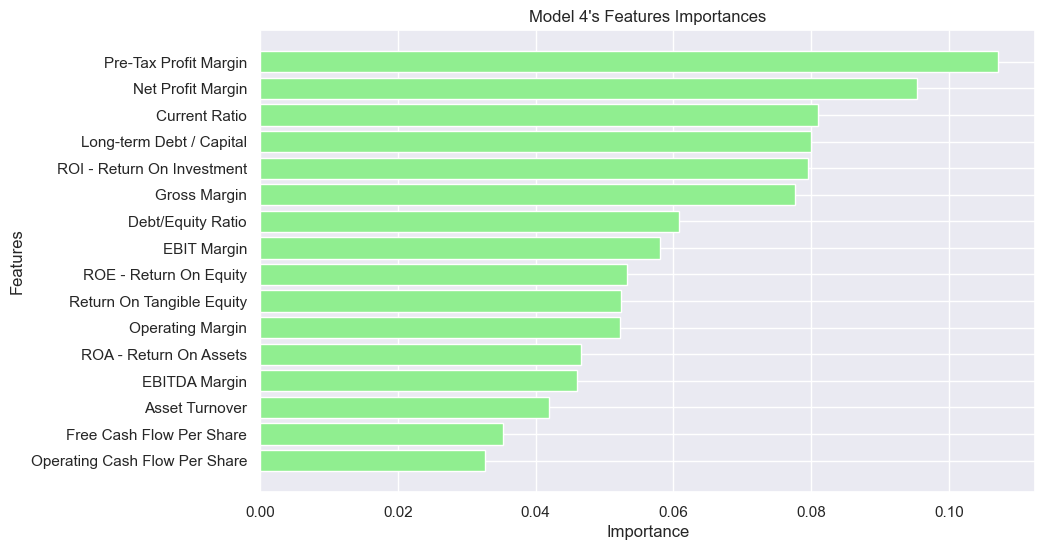 Model 4's Features Importances
Features
Pre-Tax Profit Margin
Net Profit Margin
Current Ratio
Long-term Debt / Capital
ROI - Return On Investment
Gross Margin
Debt/Equity Ratio
EBIT Margin
ROE - Return On Equity
Return On Tangible Equity
Operating Margin
ROA - Return On Assets
EBITDA Margin
Asset Turnover
Free Cash Flow Per Share
Operating Cash Flow Per Share
0.00 0.02 0.04 0.06 0.08 0.10
Importance